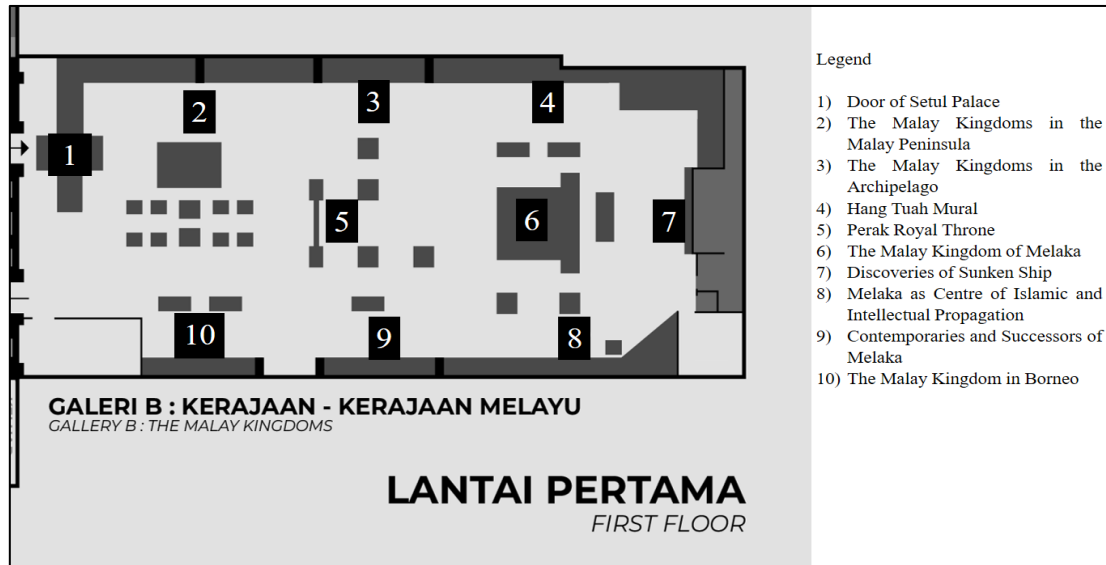 Legend
1) Door of Setul Palace
2) The Malay Kingdoms in the
Malay Peninsula
3) The Malay Kingdoms in the
Archipelago
4) Hang Tuah Mural
5) Perak Royal Throne
6) The Malay Kingdom of Melaka
7) Discoveries of Sunken Ship
8) Melaka as Centre of Islamic and
Intellectual Propagation
9) Contemporaries and Successors of
Melaka
10) The Malay Kingdom in Borneo
1
2
3
4
5
6
7
10
9
8
GALERI B : KERAJAAN - KERAJAAN MELAYU
GALLERY B : THE MALAY KINGDOMS
LANTAI PERTAMA
FIRST FLOOR